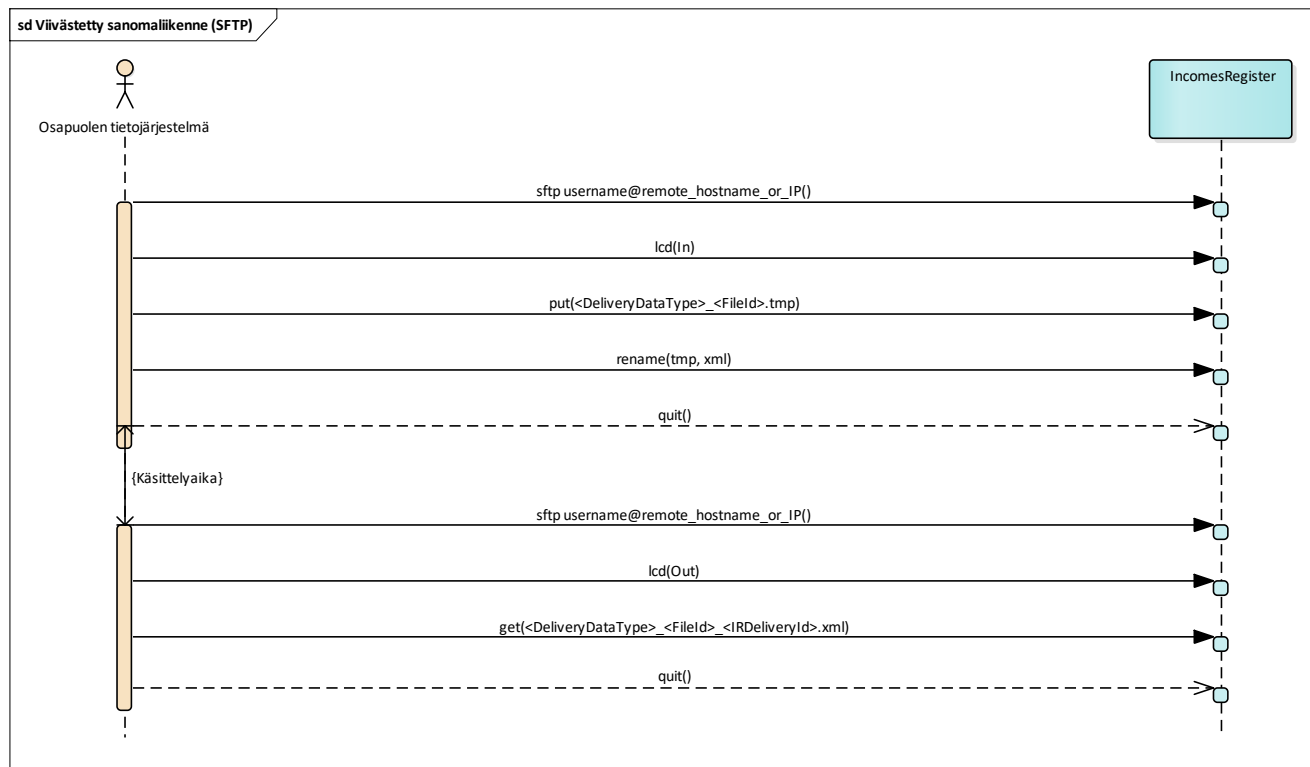 sd Viivästetty sanomaliikenne (SFTP)
Osapuolen tietojärjestelmä
IncomesRegister
sftp username@remote_hostname_or_IP()
lcd(In)
put(<DeliveryDataType>_<FileId>.tmp)
rename(tmp, xml)
quit()
{Käsittelyaika}
sftp username@remote_hostname_or_IP()
lcd(Out)
get(<DeliveryDataType>_<FileId>_<IRDeliveryId>.xml)
quit()